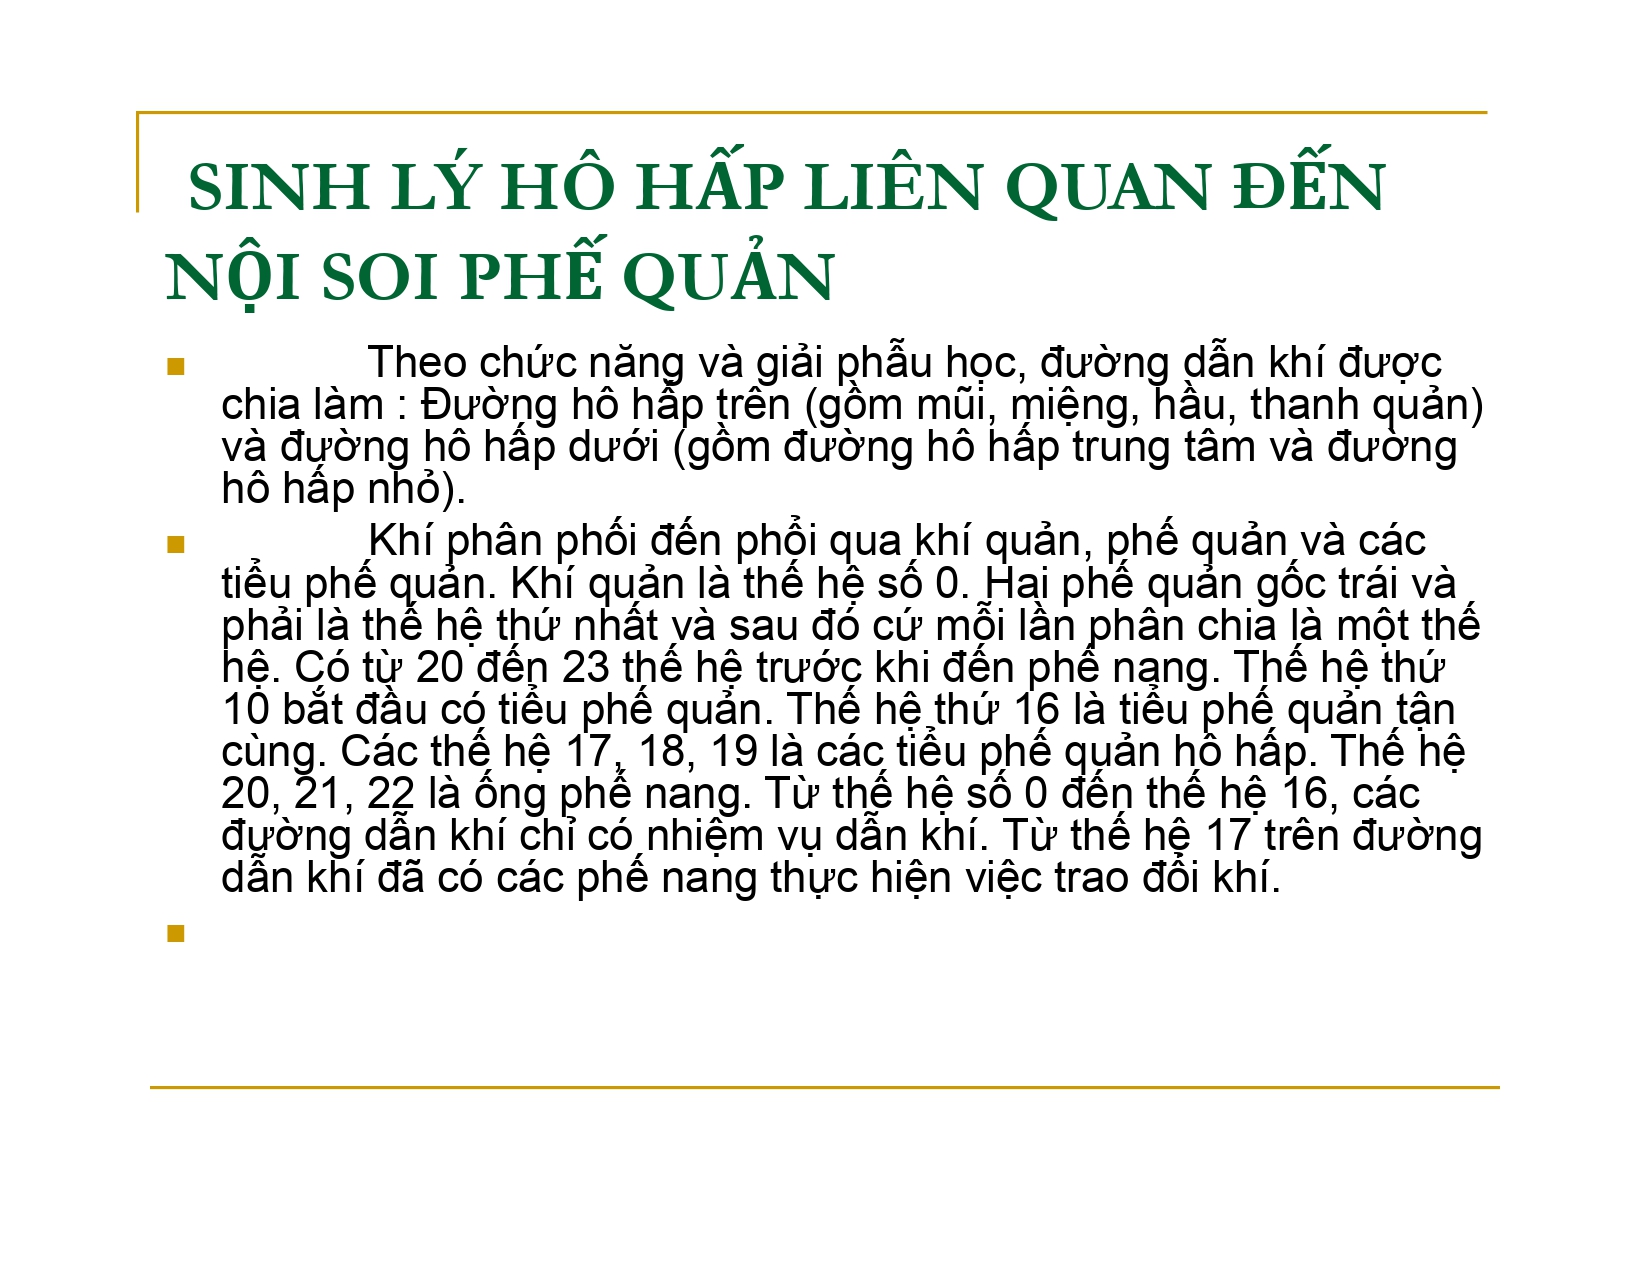 SINH LÝ HÔ HẤP LIÊN QUAN ĐẾN
NỘI SOI PHẾ QUẢN
Theo chức năng và giải phẫu học, đường dẫn khí được
chia làm : Đường hô hấp trên (gồm mũi, miệng, hầu, thanh quản)
và đường hô hấp dưới (gồm đường hô hấp trung tâm và đường
hô hấp nhỏ).
Khí phân phối đến phổi qua khí quản, phế quản và các
tiểu phế quản. Khí quản là thế hệ số 0. Hai phế quản gốc trái và
phải là thế hệ thứ nhất và sau đó cứ mỗi lần phân chia là một thế
hệ. Có từ 20 đến 23 thế hệ trước khi đến phế nang. Thế hệ thứ
10 bắt đầu có tiểu phế quản. Thế hệ thứ 16 là tiểu phế quản tận
cùng. Các thế hệ 17, 18, 19 là các tiểu phế quản hô hấp. Thế hệ
20, 21, 22 là ống phế nang. Từ thế hệ số 0 đến thế hệ 16, các
đường dẫn khí chỉ có nhiệm vụ dẫn khí. Từ thế hệ 17 trên đường
dẫn khí đã có các phế nang thực hiện việc trao đổi khí.